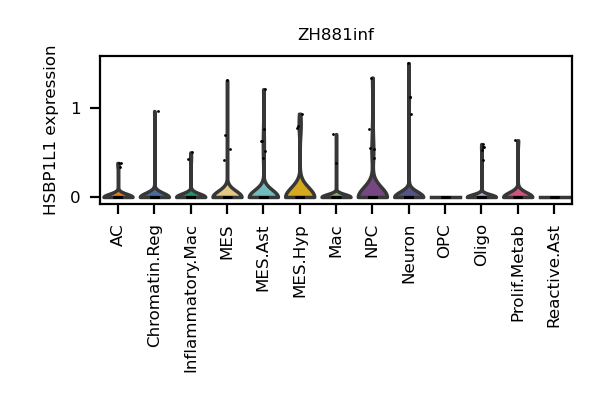 ZH881inf
HSBP1L1 expression
1
0
AC
Chromatin.Reg
Inflammatory.Mac
MES
MES.Ast
MES.Hyp
Mac
NPC
Neuron
OPC
Oligo
Prolif.Metab
Reactive.Ast